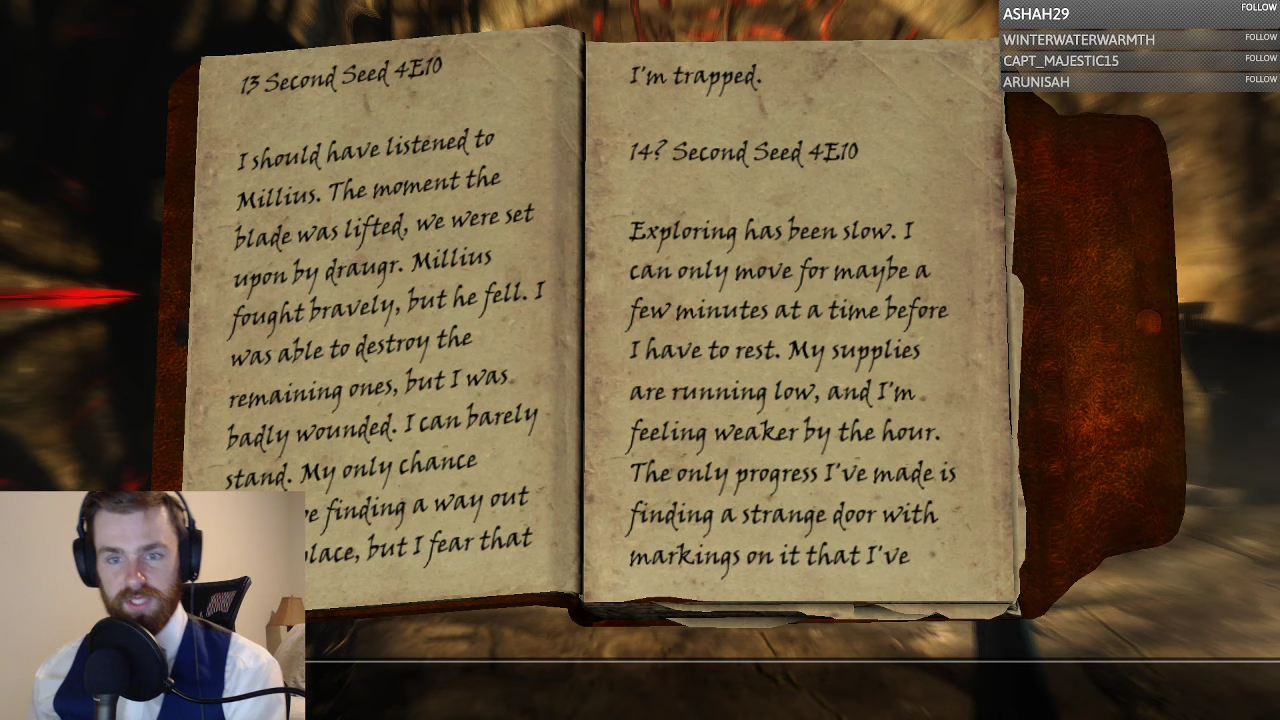 13 Second Seed 4E10
I should have listened to
Millius. The moment the
blade was lifted, we were set
upon by draugr. Millius
fought bravely, but he fell. I
was able to destroy the
remaining ones, but I was
badly wounded. I can barely
stand. My only chance
finding a way out
but I fear that
I'm trapped.
14? Second Seed 4E10
Exploring has been slow. I
can only move for maybe a
few minutes at a time before
I have to rest. My supplies
are running low, and I'm
feeling weaker by the hour.
The only progress I've made is
finding a strange door with
markings on it that I've
ASHAH29 FOLLOW
WINTERWATERWARMTH FOLLOW
CAPT_MAJESTIC15 FOLLOW
ARUNISAH FOLLOW